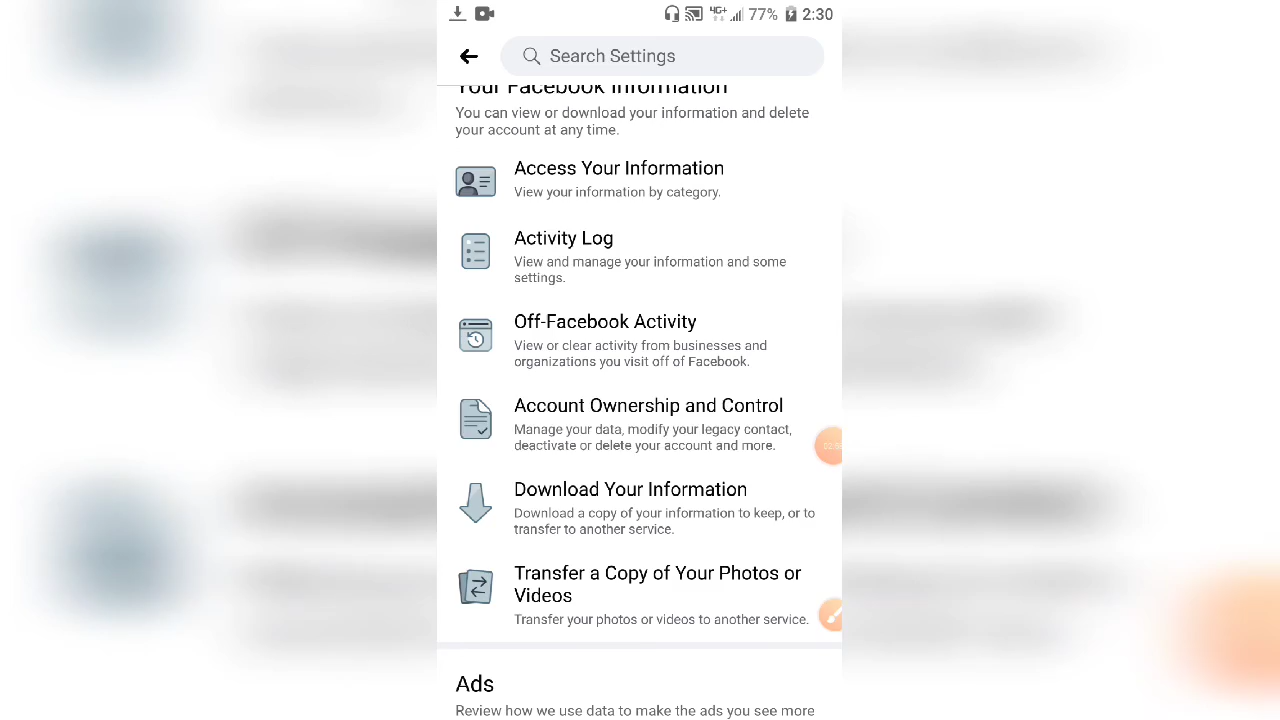 4G+ 77% 2:30
Search Settings
Your Facebook Information
You can view or download your information and delete
your account at any time.
Access Your Information
View your information by category.
Activity Log
View and manage your information and some
settings.
Off-Facebook Activity
View or clear activity from businesses and
organizations you visit off of Facebook.
Account Ownership and Control
Manage your data, modify your legacy contact,
deactivate or delete your account and more.
Download Your Information
Download a copy of your information to keep, or to
transfer to another service.
Transfer a Copy of Your Photos or
Videos
Transfer your photos or videos to another service.
Ads
Review how we use data to make the ads you see more